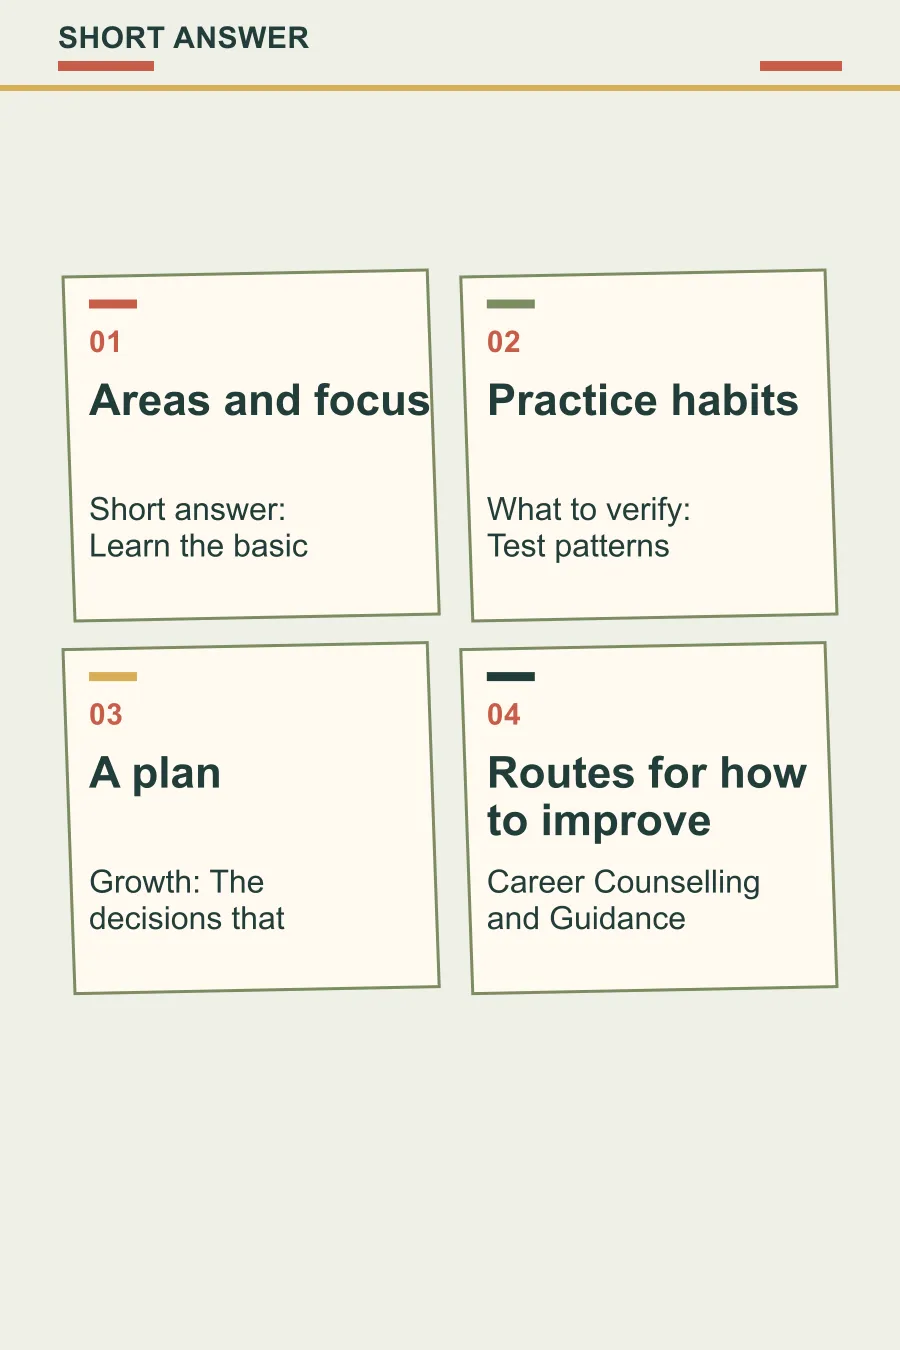 SHORT ANSWER
01
Areas and focus
Short answer:
Learn the basic
02
Practice habits
What to verify:
Test patterns
03
A plan
Growth: The
decisions that
04
Routes for how
to improve
Career Counselling
and Guidance